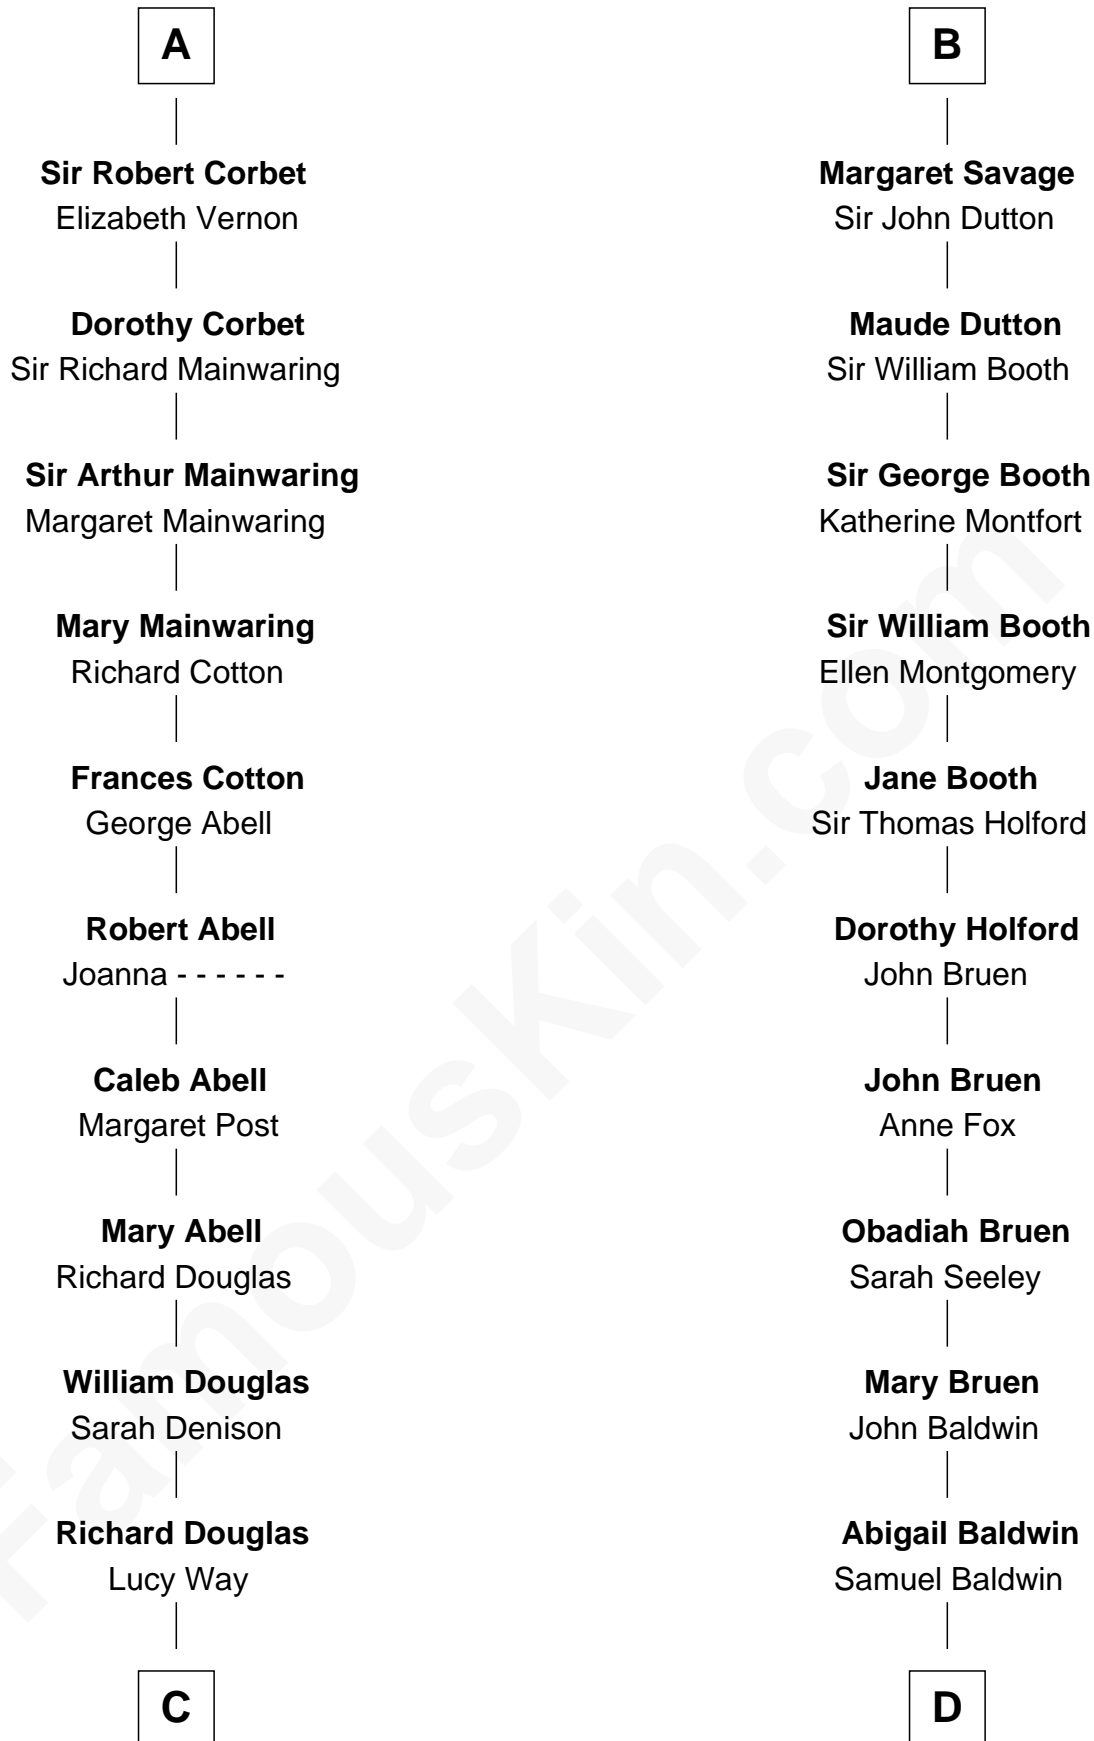 A
Sir Robert Corbet
Elizabeth Vernon
Dorothy Corbet
Sir Richard Mainwaring
Sir Arthur Mainwaring
Margaret Mainwaring
Mary Mainwaring
Richard Cotton
Frances Cotton
George Abell
Robert Abell
Joanna - - - - - -
Caleb Abell
Margaret Post
Mary Abell
Richard Douglas
William Douglas
Sarah Denison
Richard Douglas
Lucy Way
C
B
Margaret Savage
Sir John Dutton
Maude Dutton
Sir William Booth
Sir George Booth
Katherine Montfort
Sir William Booth
Ellen Montgomery
Jane Booth
Sir Thomas Holford
Dorothy Holford
John Bruen
John Bruen
Anne Fox
Obadiah Bruen
Sarah Seeley
Mary Bruen
John Baldwin
Abigail Baldwin
Samuel Baldwin
D
FamousKin.com